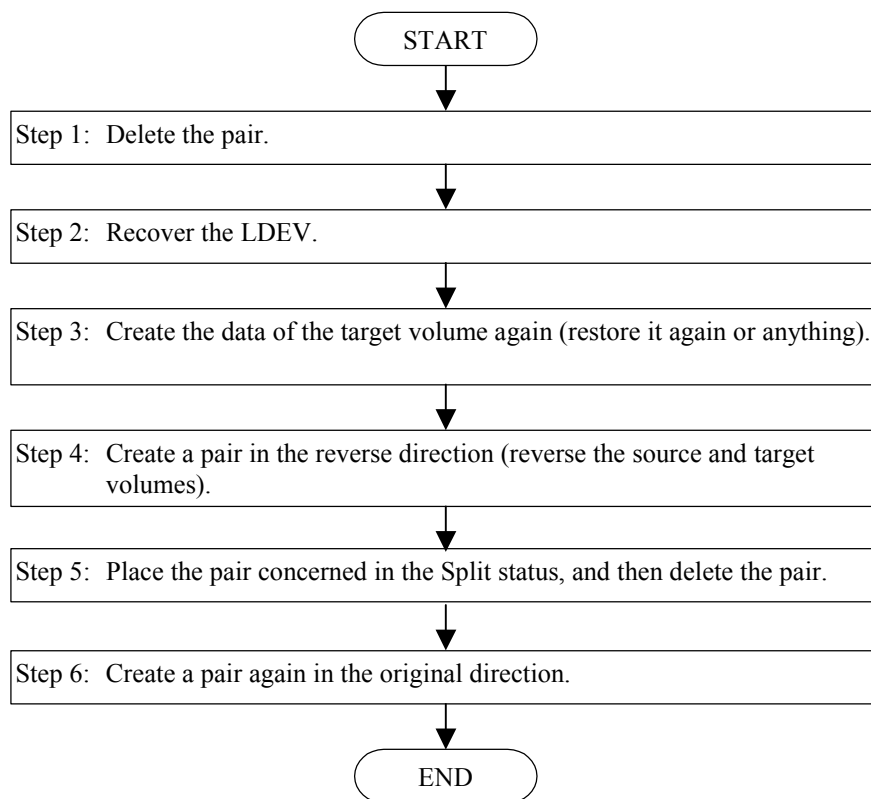 START
Step 1: Delete the pair.
Step 2: Recover the LDEV.
Step 3: Create the data of the target volume again (restore it again or anything).
Step 4: Create a pair in the reverse direction (reverse the source and target
volumes).
Step 5: Place the pair concerned in the Split status, and then delete the pair.
Step 6: Create a pair again in the original direction.
END